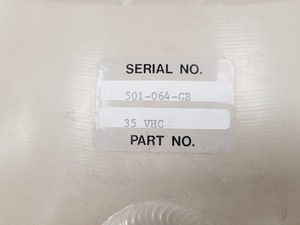 SERIAL NO.
501-064-GB
35 VHC
PART NO.